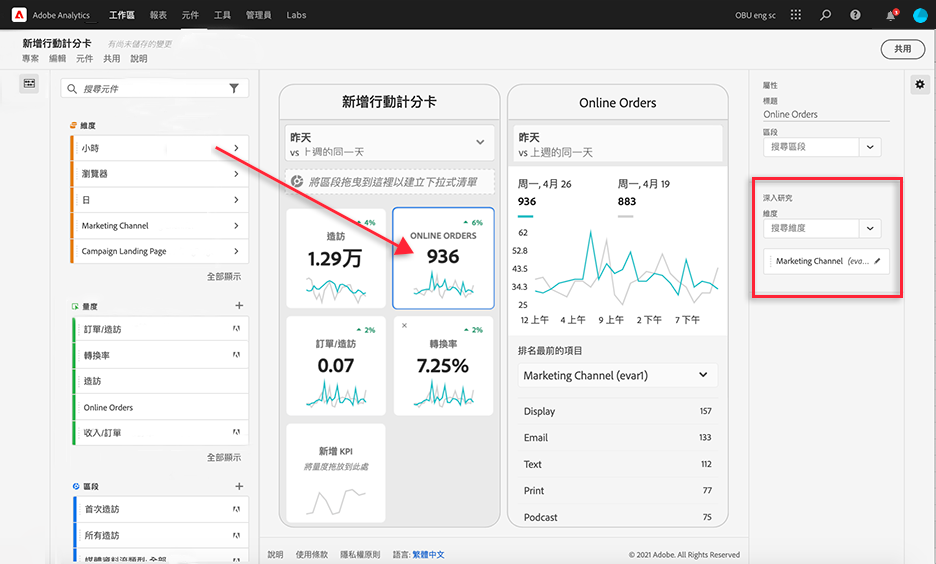 Adobe Analytics 工作區 報表 元件 工具 管理員 Labs OBU eng sc
新增行動計分卡 有尚未儲存的變更
專案 編輯 元件 共用 說明
共用
搜尋元件
維度
小時
瀏覽器
日
Marketing Channel
Campaign Landing Page
全部顯示
量度
訂單/造訪
轉換率
造訪
Online Orders
收入/訂單
全部顯示
區段
首次造訪
所有造訪
媒體資料流類型: 全部
新增行動計分卡
昨天
vs 上週的同一天
將區段拖曳到這裡以建立下拉式清單
4%
造訪
1.29万
6%
ONLINE ORDERS
936
2%
訂單/造訪
0.07
2%
轉換率
7.25%
新增 KPI
將量度拖放到此處
Online Orders
昨天
vs 上週的同一天
周一, 4月 26 周一, 4月 19
936 883
62
52.8
43.5
34.3
25
12 上午 4 上午 9 上午 2 下午 7 下午
排名最前的項目
Marketing Channel (evar1)
Display 157
Email 133
Text 112
Print 77
Podcast 75
屬性
標題
Online Orders
區段
搜尋區段
深入研究
維度
搜尋維度
Marketing Channel (eva...
說明 使用條款 隱私權原則 語言: 繁體中文 © 2021 Adobe. All Rights Reserved